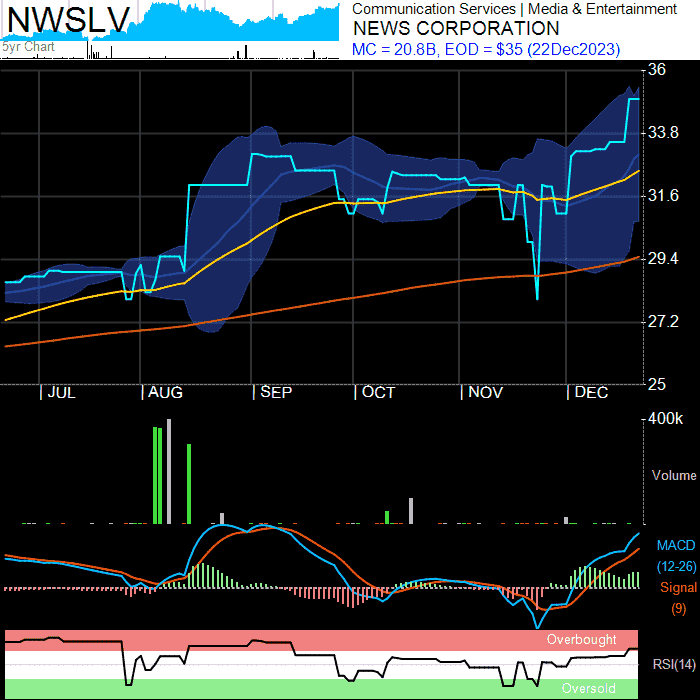 NWSLV
5yr Chart
Communication Services | Media & Entertainment
NEWS CORPORATION
MC = 20.8B, EOD = $35 (22Dec2023)
36
33.8
31.6
29.4
27.2
25
| JUL | AUG | SEP | OCT | NOV | DEC
400k
Volume
MACD
(12-26)
Signal
(9)
Overbought
RSI(14)
Oversold